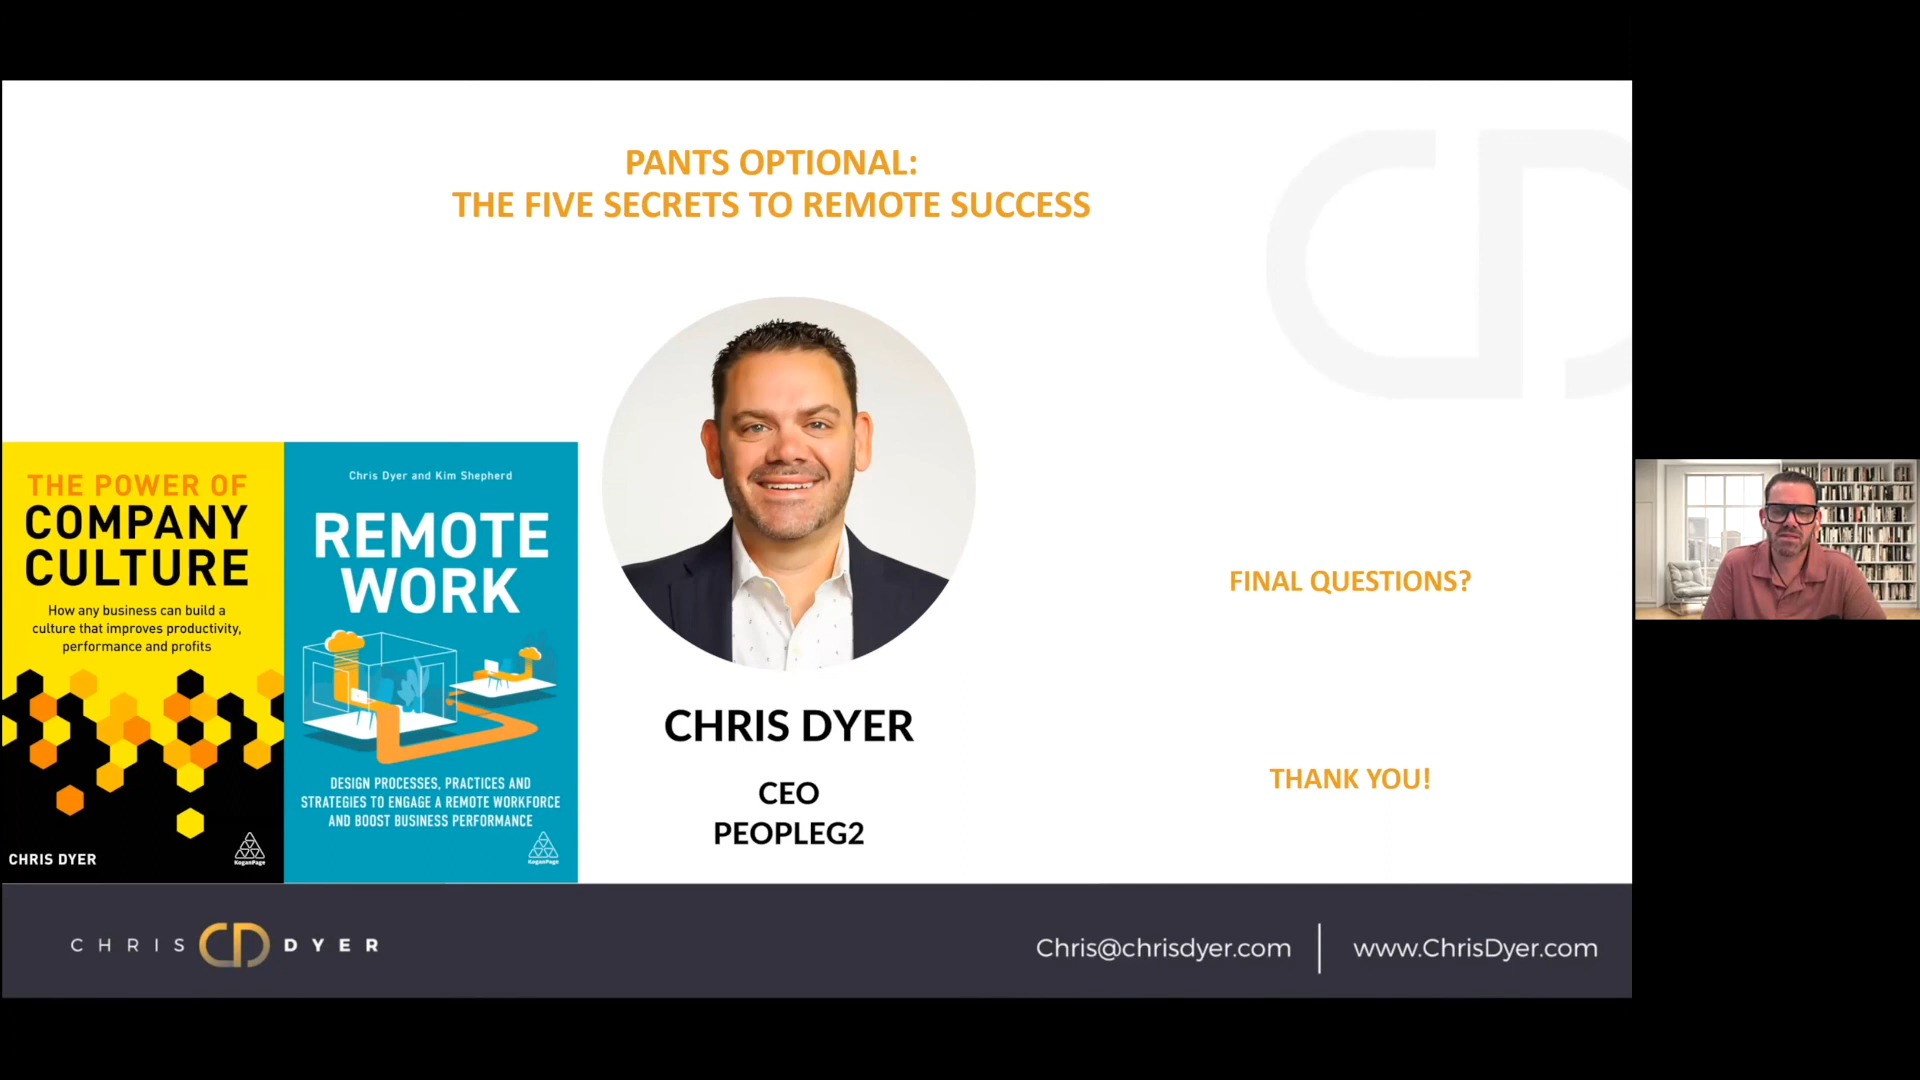 PANTS OPTIONAL:
THE FIVE SECRETS TO REMOTE SUCCESS
THE POWER OF
COMPANY
CULTURE
How any business can build a
culture that improves productivity,
performance and profits
CHRIS DYER
KoganPage
Chris Dyer and Kim Shepherd
REMOTE
WORK
DESIGN PROCESSES, PRACTICES AND
STRATEGIES TO ENGAGE A REMOTE WORKFORCE
AND BOOST BUSINESS PERFORMANCE
KoganPage
CHRIS DYER
CEO
PEOPLEG2
FINAL QUESTIONS?
THANK YOU!
CHRIS CD DYER
Chris@chrisdyer.com | www.ChrisDyer.com